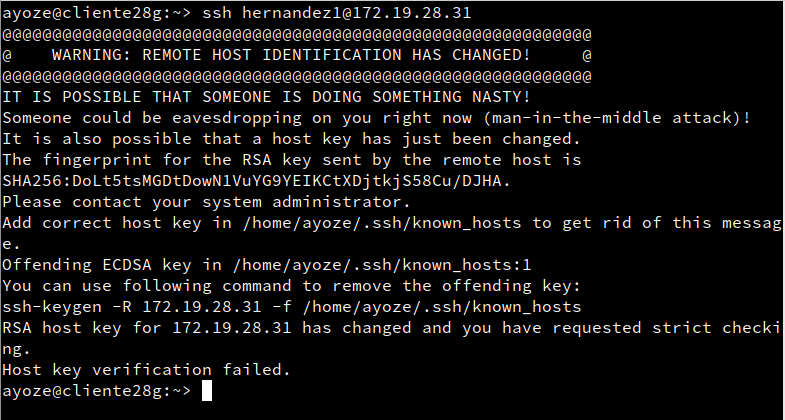 ayoze@cliente28g:~> ssh hernandez1@172.19.28.31
@@@@@@@@@@@@@@@@@@@@@@@@@@@@@@@@@@@@@@@@@@@@@@@@@@@@@@@@@@@
@    WARNING: REMOTE HOST IDENTIFICATION HAS CHANGED!     @
@@@@@@@@@@@@@@@@@@@@@@@@@@@@@@@@@@@@@@@@@@@@@@@@@@@@@@@@@@@
IT IS POSSIBLE THAT SOMEONE IS DOING SOMETHING NASTY!
Someone could be eavesdropping on you right now (man-in-the-middle attack)!
It is also possible that a host key has just been changed.
The fingerprint for the RSA key sent by the remote host is
SHA256:DoLt5tsMGDtDowN1VuYG9YEIKCtXDjtkjS58Cu/DJHA.
Please contact your system administrator.
Add correct host key in /home/ayoze/.ssh/known_hosts to get rid of this messag
e.
Offending ECDSA key in /home/ayoze/.ssh/known_hosts:1
You can use following command to remove the offending key:
ssh-keygen -R 172.19.28.31 -f /home/ayoze/.ssh/known_hosts
RSA host key for 172.19.28.31 has changed and you have requested strict checki
ng.
Host key verification failed.
ayoze@cliente28g:~>